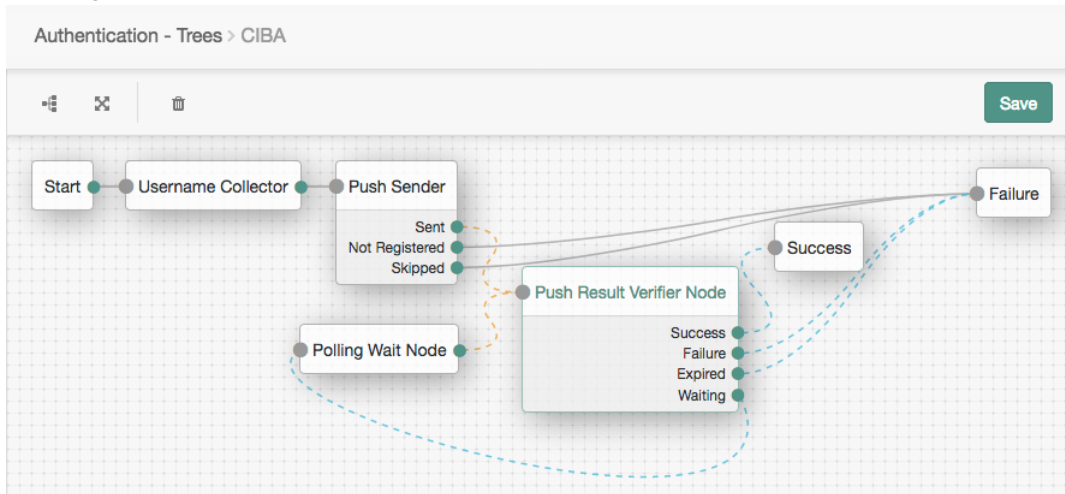 Authentication - Trees > CIBA
Save
Start
Username Collector
Push Sender
Sent
Not Registered
Skipped
Failure
Success
Push Result Verifier Node
Success
Failure
Expired
Waiting
Polling Wait Node